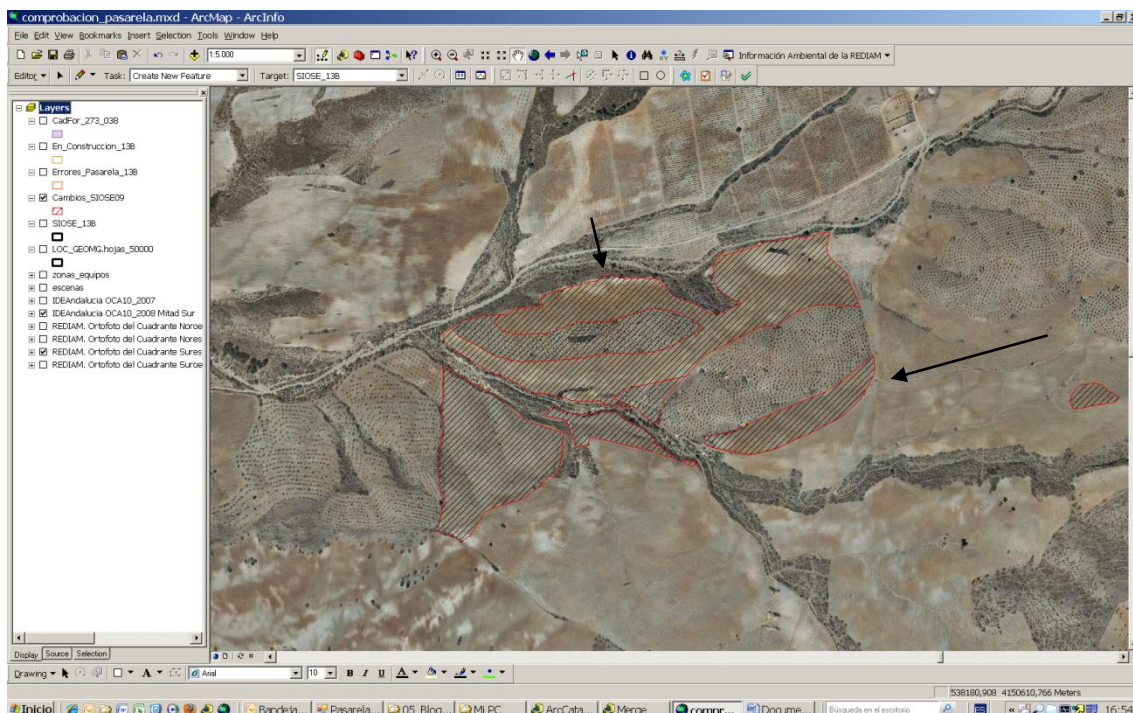 comprobacion_pasarela.mxd - ArcMap - ArcInfo
File Edit View Bookmarks Insert Selection Tools Window Help
1:5.000
Información Ambiental de la REDIAM
Editor Task: Create New Feature Target: SIOSE_13B
Layers
CadFor_273_038
En_Construccion_13B
Errores_Pasarela_13B
Cambios_SIOSE09
SIOSE_13B
LOC_GEOMG.hojas_50000
zonas_equipos
escenas
IDEAndalucia OCA10_2007
IDEAndalucia OCA10_2008 Mitad Sur
REDIAM. Ortofoto del Cuadrante Noroe
REDIAM. Ortofoto del Cuadrante Nores
REDIAM. Ortofoto del Cuadrante Sures
REDIAM. Ortofoto del Cuadrante Suroe
Display Source Selection
Drawing A Arial 10 B I U A
538180,908 4150610,766 Meters
Inicio Bandeja... Pasarela... 05_Bloq... Mi PC ArcCata... Merge compr... Docume... Búsqueda en el escritorio ES 16:54